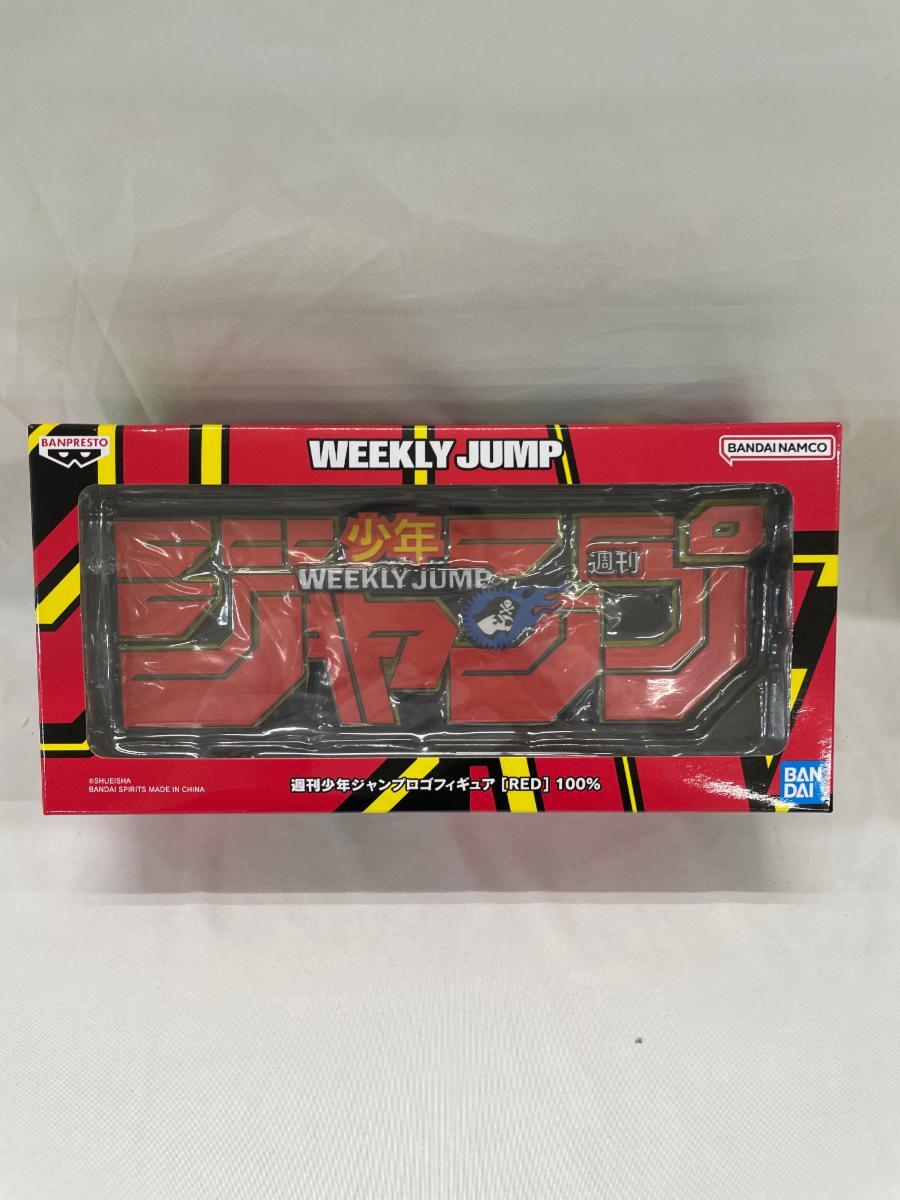 BANPRESTO
WEEKLY JUMP
BANDAI NAMCO
少年
ジャンプ
週刊
WEEKLY JUMP
©SHUEISHA
BANDAI SPIRITS MADE IN CHINA
週刊少年ジャンプロゴフィギュア [RED] 100%
BAN
DAI